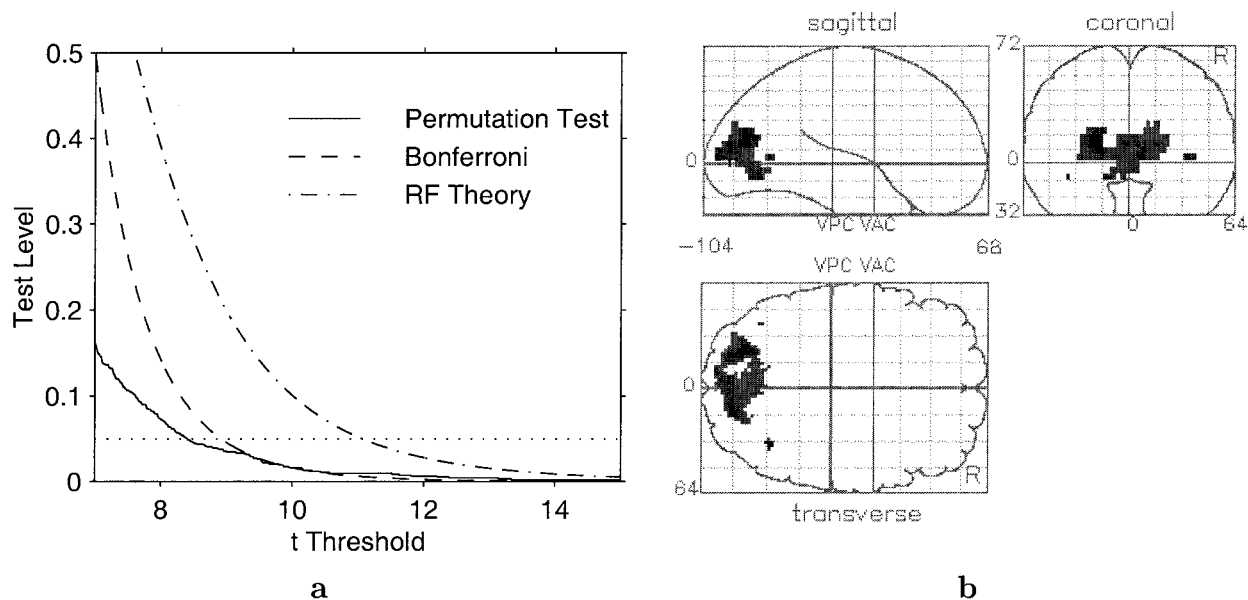 0.5
0.4
0.3
0.2
0.1
0
Test Level
8
10
12
14
t Threshold
Permutation Test
Bonferroni
RF Theory
a
sagittal
0
VPC VAC
-104
68
coronal
72
R
0
32
0
64
VPC VAC
0
64
R
transverse
b